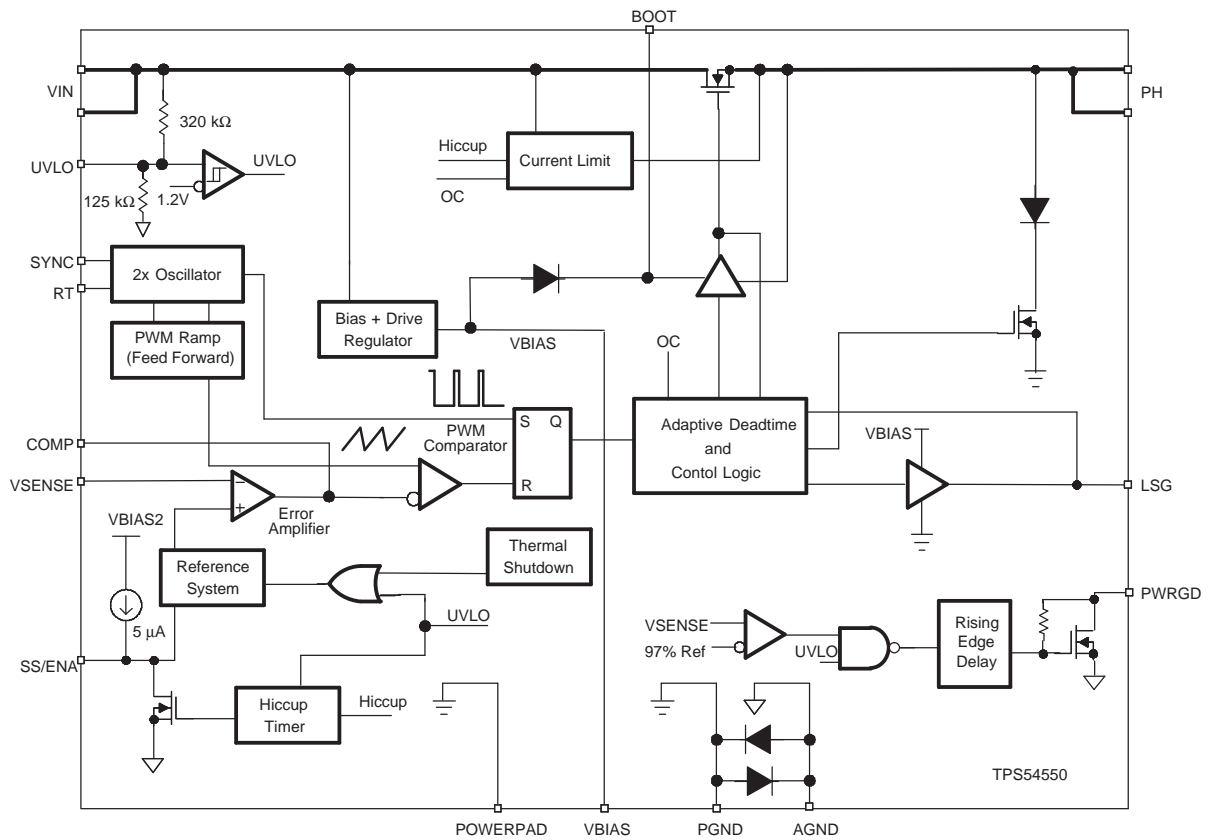 BOOT
VIN
PH
320 kΩ
Hiccup
Current Limit
UVLO
UVLO
125 kΩ
1.2V
OC
SYNC
2x Oscillator
RT
Bias + Drive
Regulator
PWM Ramp
(Feed Forward)
VBIAS
OC
S Q
Adaptive Deadtime
and
Contol Logic
VBIAS
PWM
Comparator
COMP
R
VSENSE
−
+
LSG
Error
Amplifier
VBIAS2
Thermal
Shutdown
Reference
System
5 μA
UVLO
PWRGD
VSENSE
97% Ref
UVLO
Rising
Edge
Delay
SS/ENA
Hiccup
Timer
Hiccup
TPS54550
POWERPAD
VBIAS
PGND
AGND